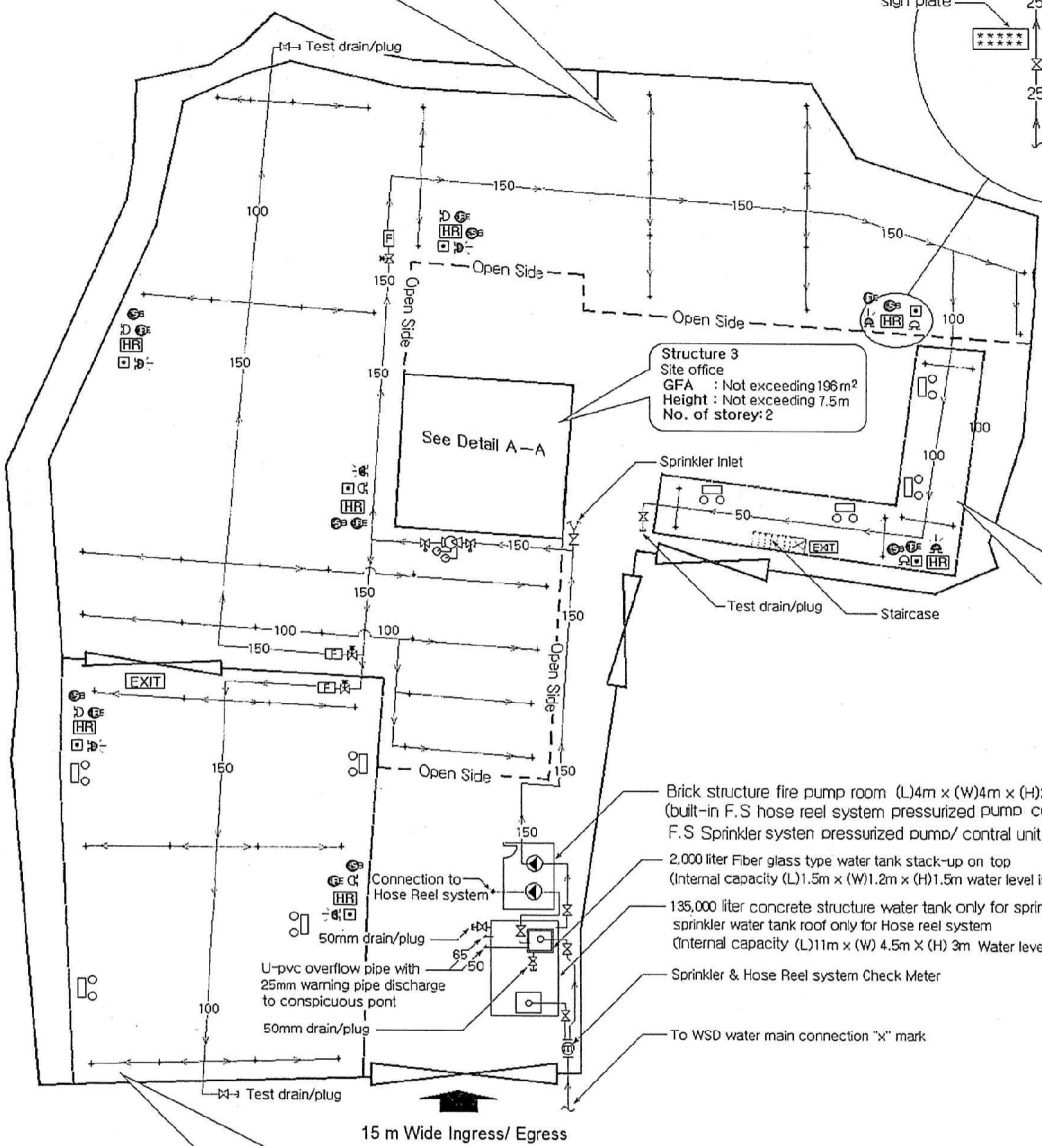 sign plate
25
25
Test drain/plug
100
150
150
150
F
HR
150
Open Side
Open Side
Open Side
HR
100
HR
150
150
Structure 3
Site office
GFA : Not exceeding 196m²
Height : Not exceeding 7.5m
No. of storey: 2
See Detail A-A
Sprinkler Inlet
HR
150
100
100
50
EXIT
HR
Test drain/plug
Staircase
150
150
100
100
150
F
F
EXIT
HR
Open Side
150
Open Side
150
150
Brick structure fire pump room (L)4m x (W)4m x (H)
(built-in F.S hose reel system pressurized pump
F.S Sprinkler systen pressurized pump/ contral unit
Connection to
Hose Reel system
2,000 liter Fiber glass type water tank stack-up on top
(Internal capacity (L)1.5m x (W)1.2m x (H)1.5m water level
HR
50mm drain/plug
65
50
135,000 liter concrete structure water tank only for
sprinkler water tank roof only for Hose reel system
(Internal capacity (L)11m x (W) 4.5m X (H) 3m Water
U-pvc overflow pipe with
25mm warning pipe discharge
to conspicuous pont
50mm drain/plug
Sprinkler & Hose Reel system Check Meter
100
To WSD water main connection "x" mark
Test drain/plug
15 m Wide Ingress/ Egress